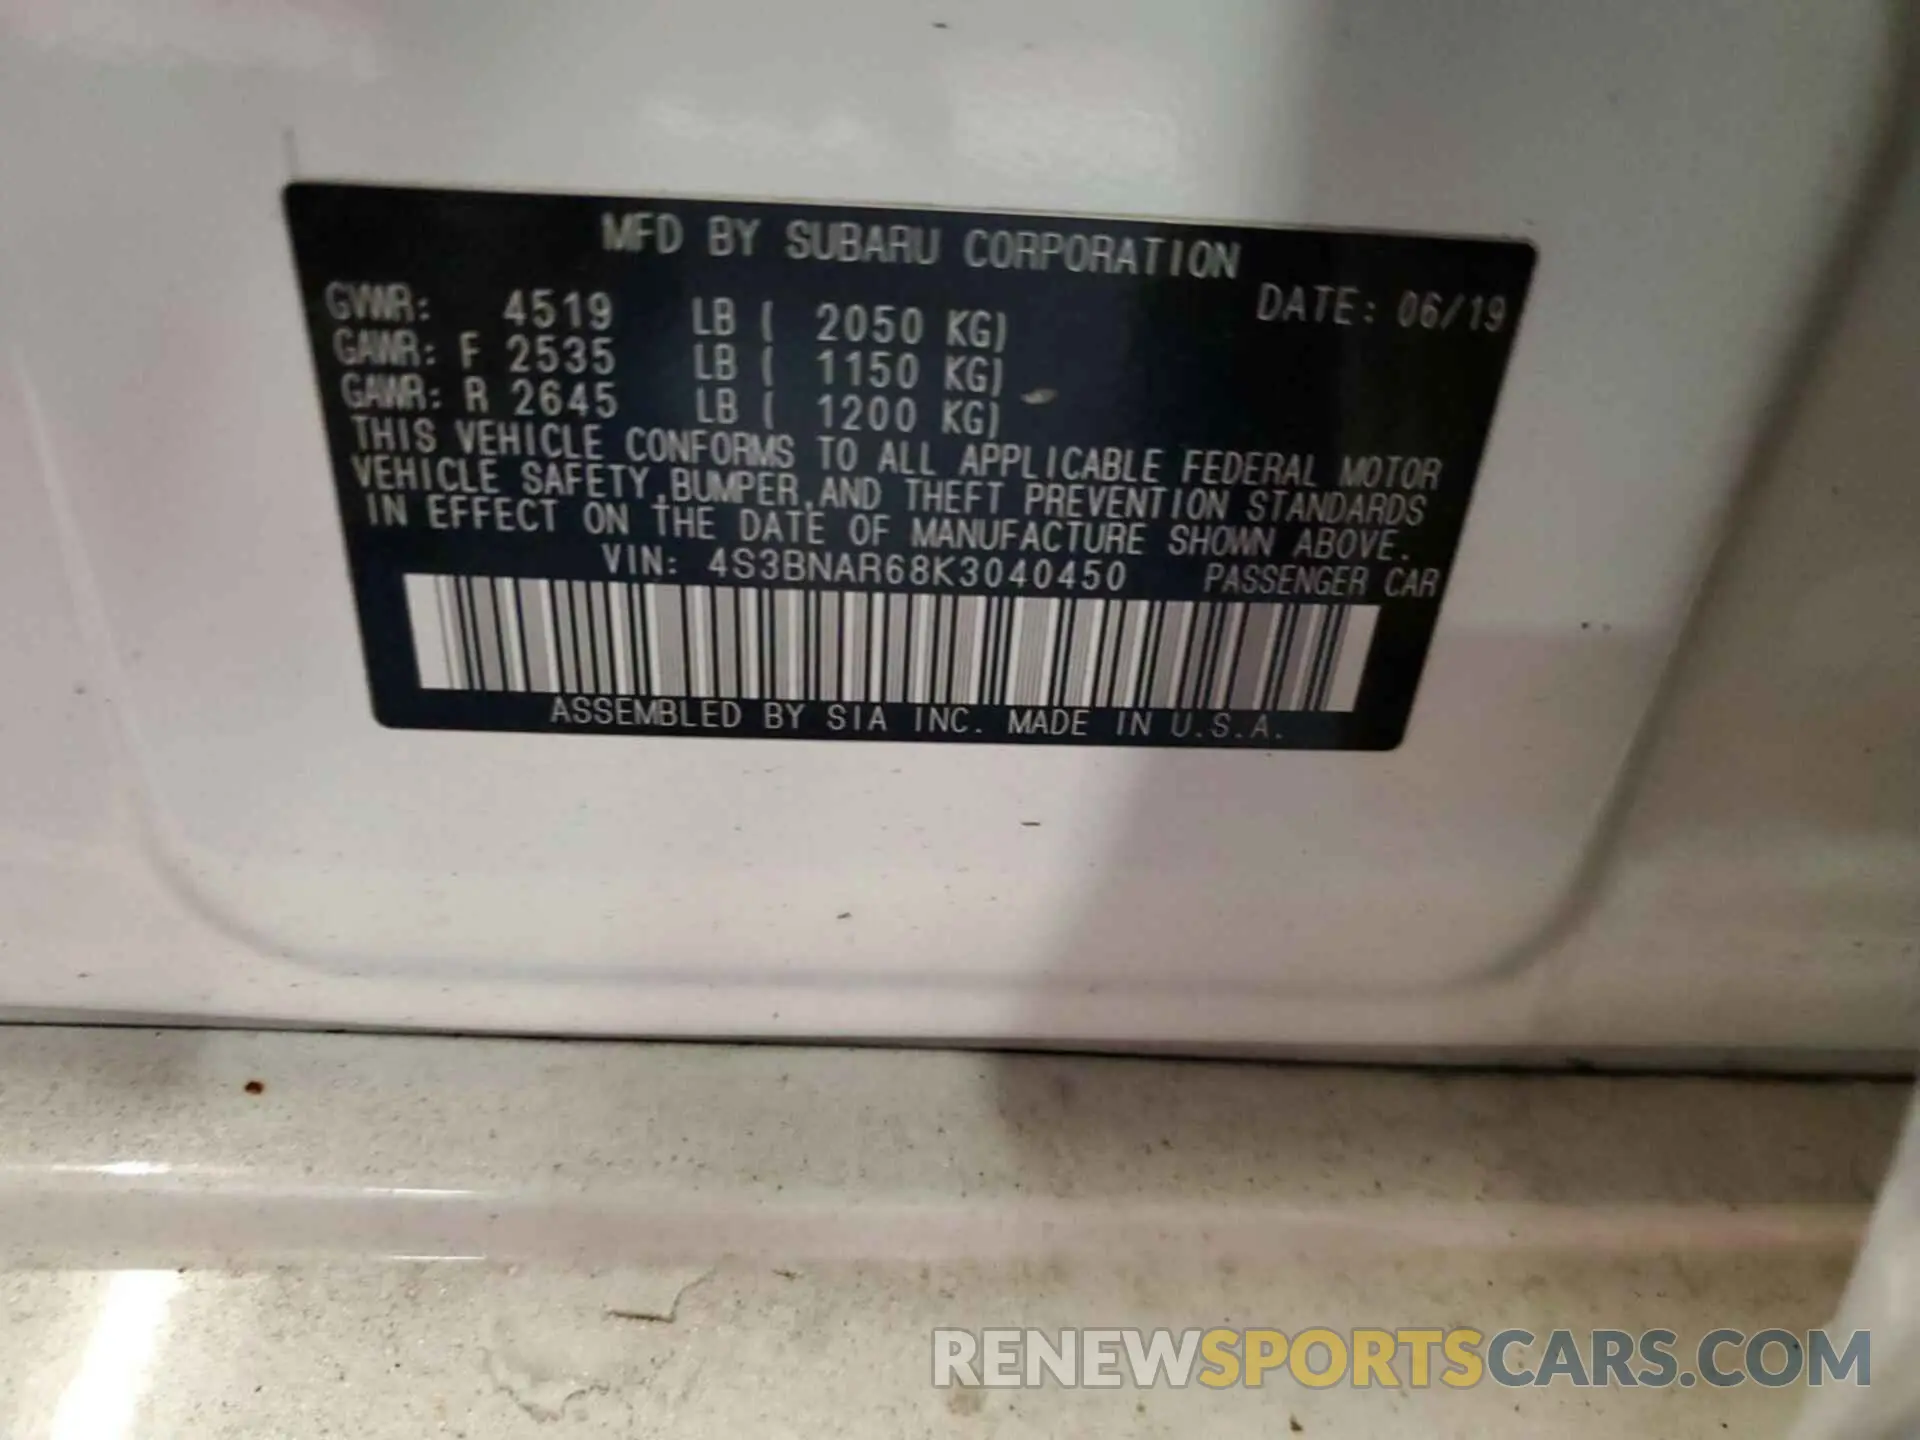 MFD BY SUBARU CORPORATION
DATE: 06/19
GVWR: 4519 LB ( 2050 KG)
GAWR: F 2535 LB ( 1150 KG)
GAWR: R 2645 LB ( 1200 KG)
THIS VEHICLE CONFORMS TO ALL APPLICABLE FEDERAL MOTOR
VEHICLE SAFETY,BUMPER,AND THEFT PREVENTION STANDARDS
IN EFFECT ON THE DATE OF MANUFACTURE SHOWN ABOVE.
VIN: 4S3BNAR68K3040450 PASSENGER CAR
ASSEMBLED BY SIA INC. MADE IN U.S.A.
RENEWSPORTSCARS.COM